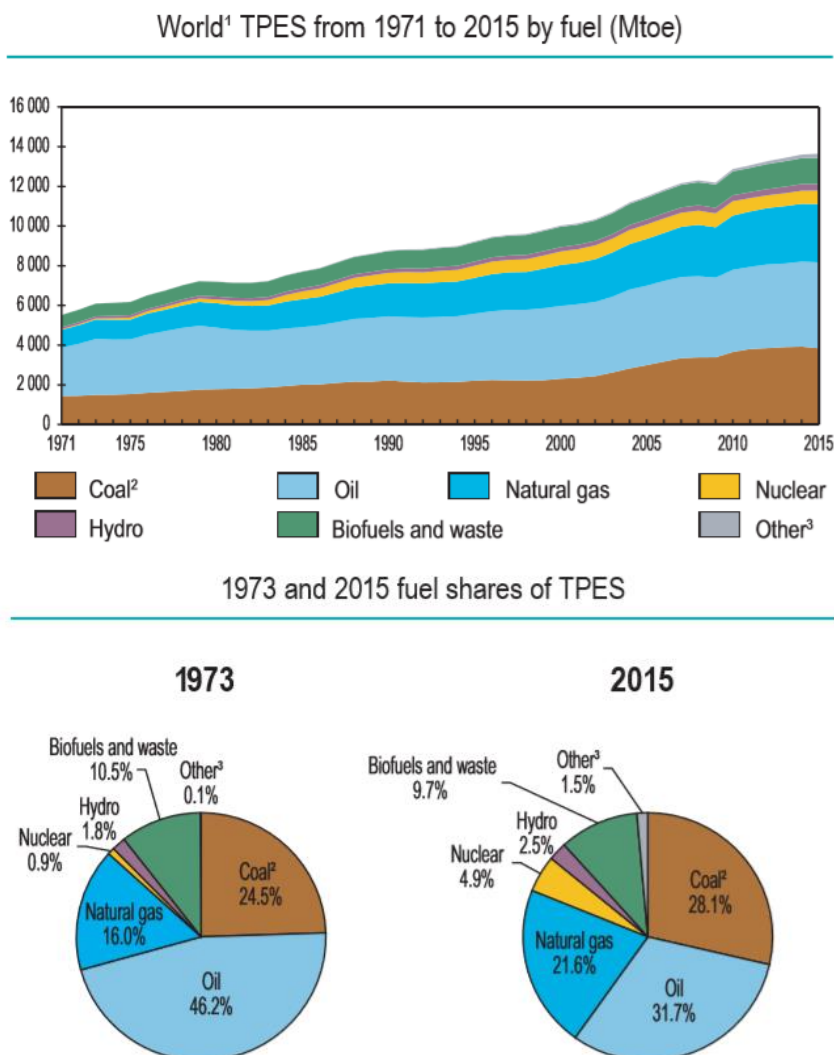 World¹ TPES from 1971 to 2015 by fuel (Mtoe)
16 000
14 000
12 000
10 000
8 000
6 000
4 000
2 000
0
1971 1975 1980 1985 1990 1995 2000 2005 2010 2015
Coal² Oil Natural gas Nuclear
Hydro Biofuels and waste Other³
1973 and 2015 fuel shares of TPES
1973
Biofuels and waste
10.5%
Other³
0.1%
Hydro
1.8%
Nuclear
0.9%
Coal²
24.5%
Natural gas
16.0%
Oil
46.2%
2015
Other³
1.5%
Biofuels and waste
9.7%
Hydro
2.5%
Nuclear
4.9%
Coal²
28.1%
Natural gas
21.6%
Oil
31.7%